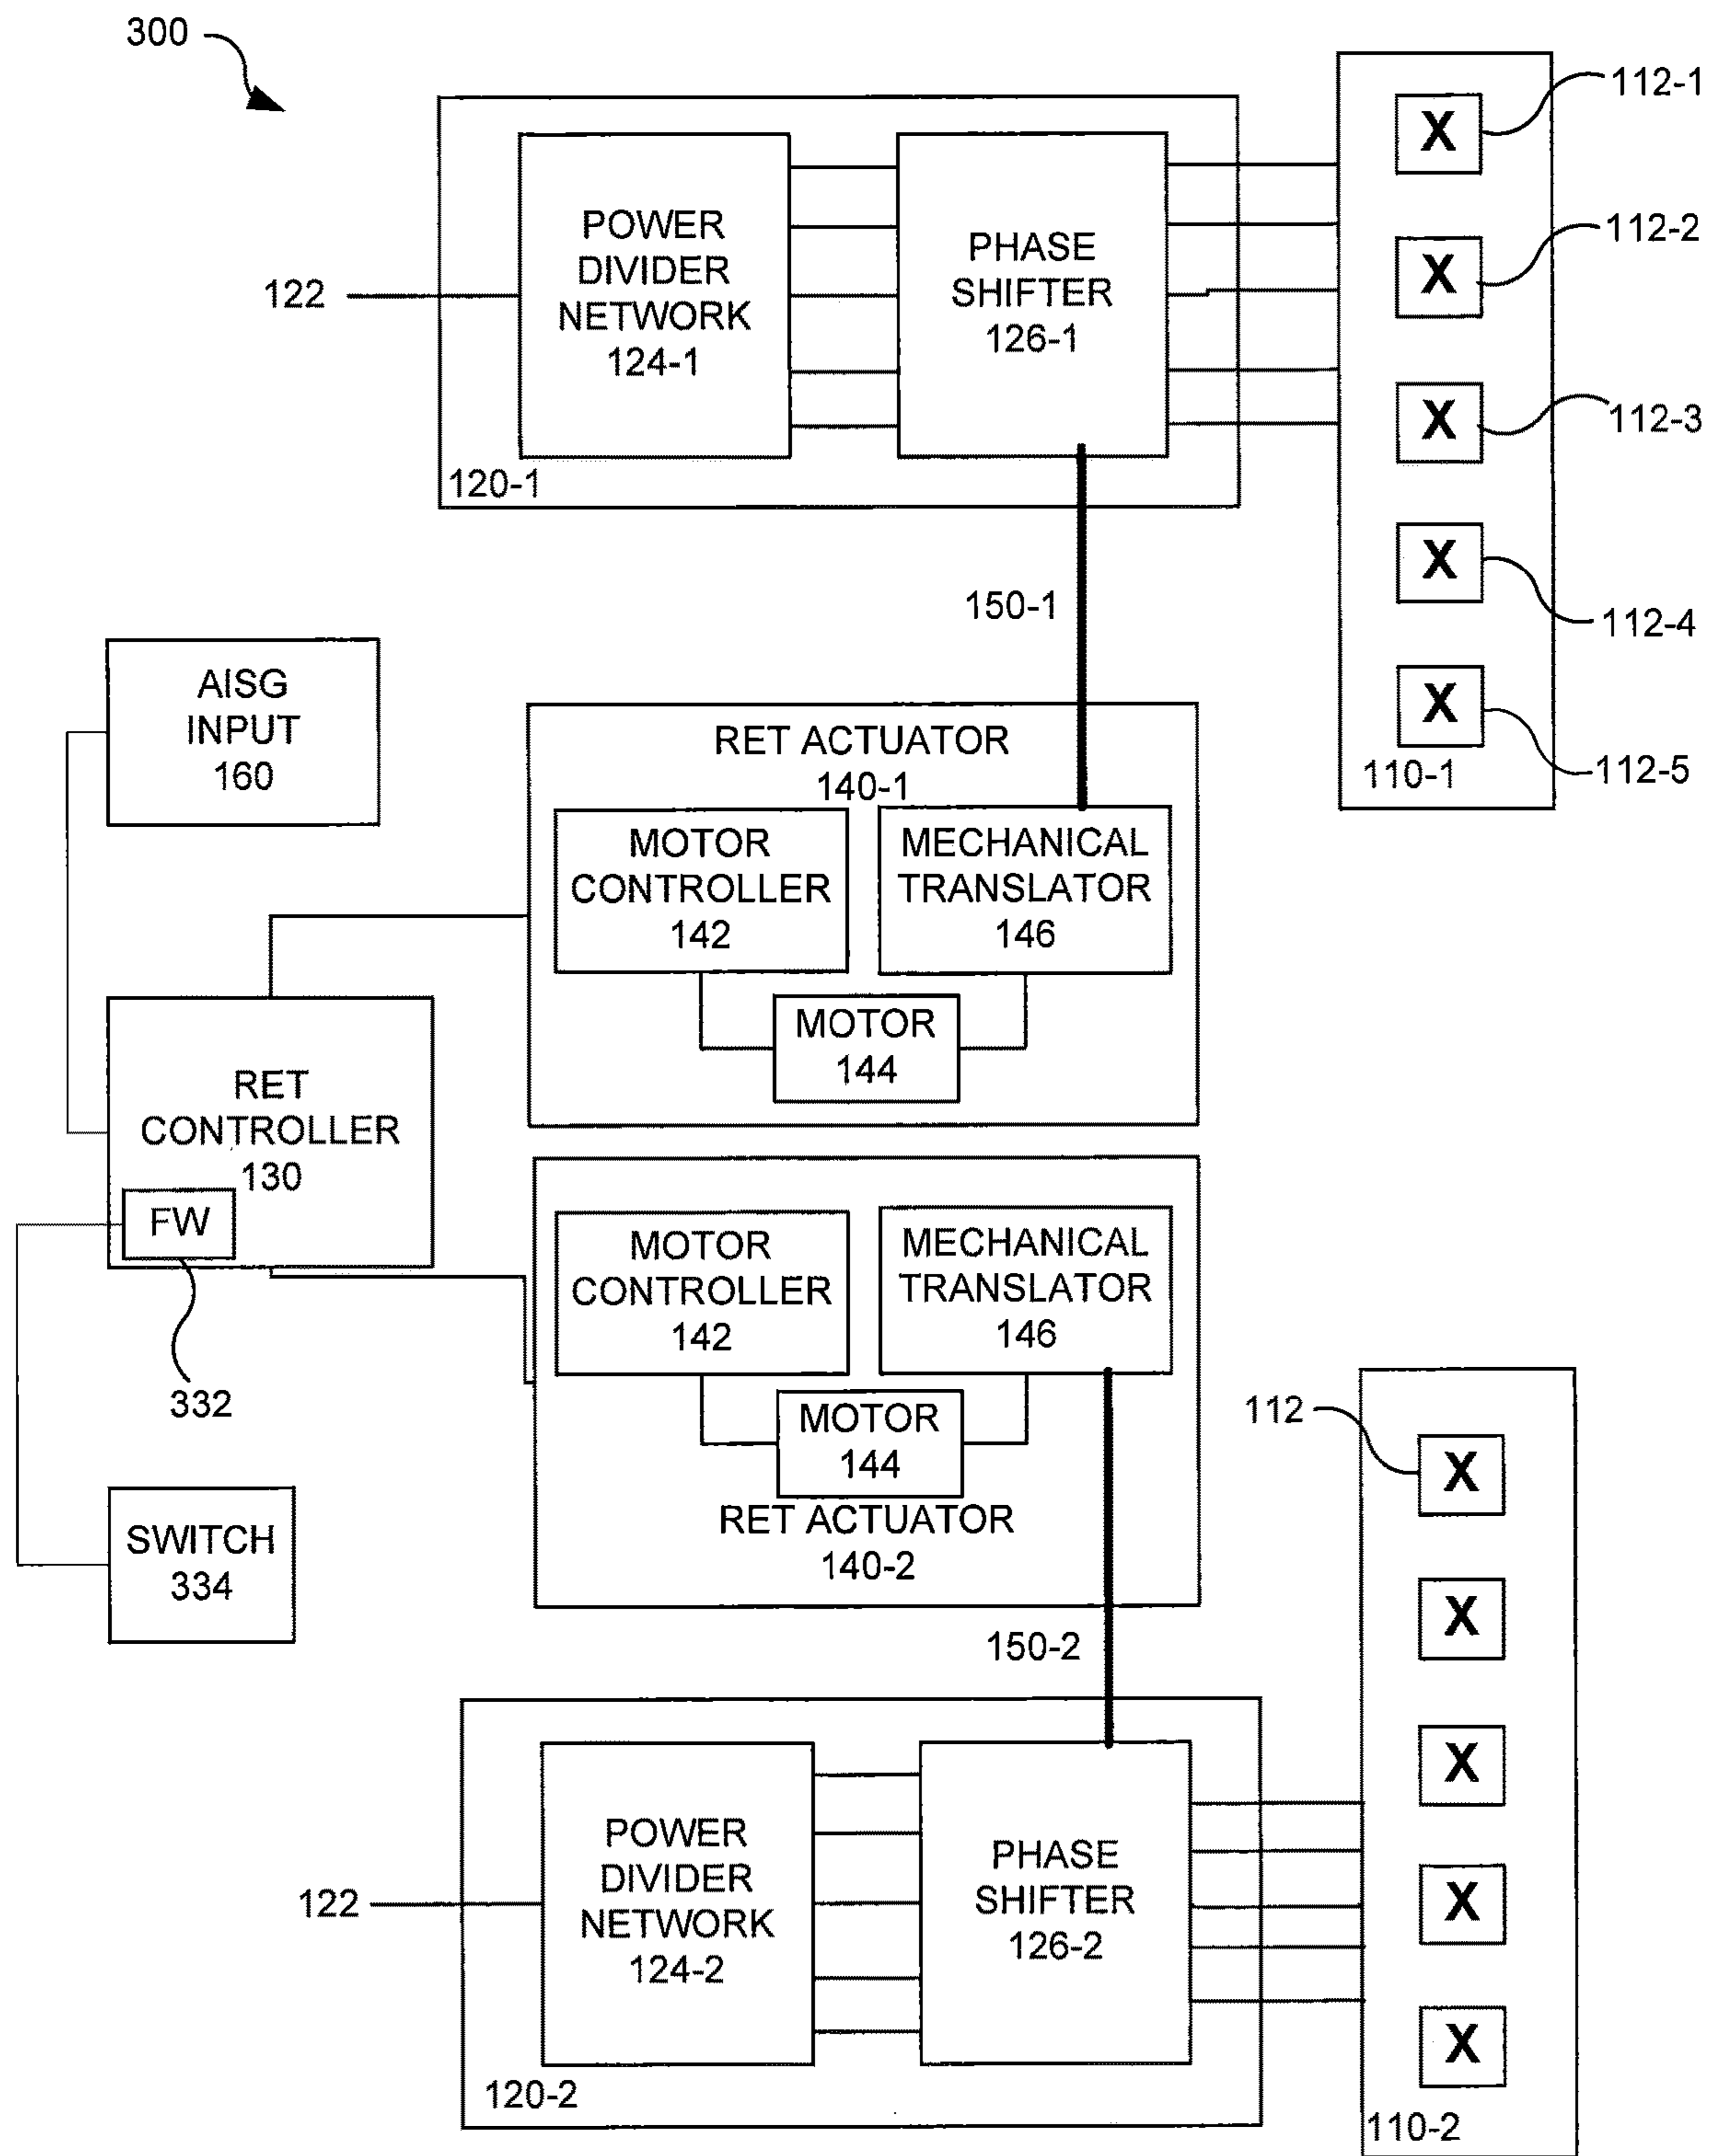 300
POWER
DIVIDER
NETWORK
124-1
PHASE
SHIFTER
126-1
122
120-1
X
X
X
X
X
112-1
112-2
112-3
112-4
112-5
110-1
150-1
AISG
INPUT
160
RET ACTUATOR
140-1
MOTOR
CONTROLLER
142
MECHANICAL
TRANSLATOR
146
MOTOR
144
RET
CONTROLLER
130
FW
332
SWITCH
334
MOTOR
CONTROLLER
142
MECHANICAL
TRANSLATOR
146
MOTOR
144
RET ACTUATOR
140-2
150-2
112
X
X
X
X
X
110-2
122
POWER
DIVIDER
NETWORK
124-2
PHASE
SHIFTER
126-2
120-2